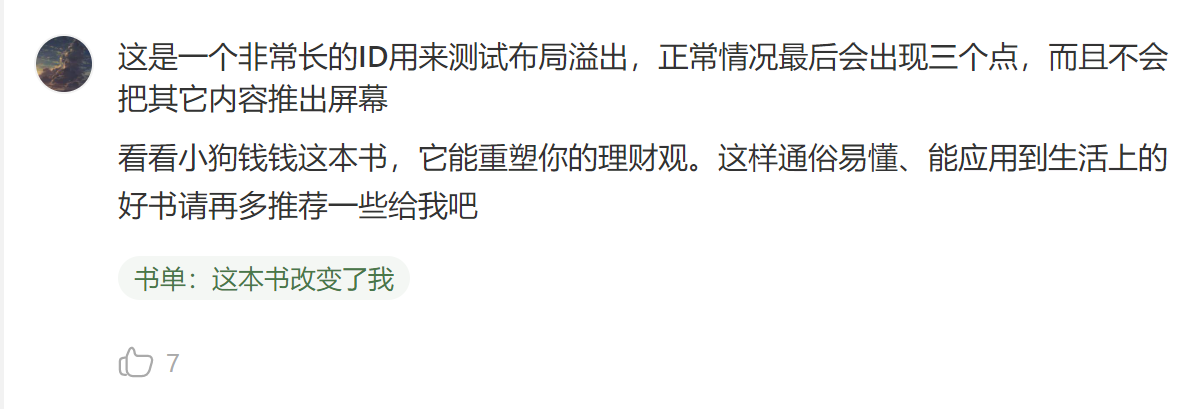 这是一个非常长的ID用来测试布局溢出，正常情况最后会出现三个点，而且不会
把其它内容推出屏幕
看看小狗钱钱这本书，它能重塑你的理财观。这样通俗易懂、能应用到生活上的
好书请再多推荐一些给我吧
书单：这本书改变了我
7